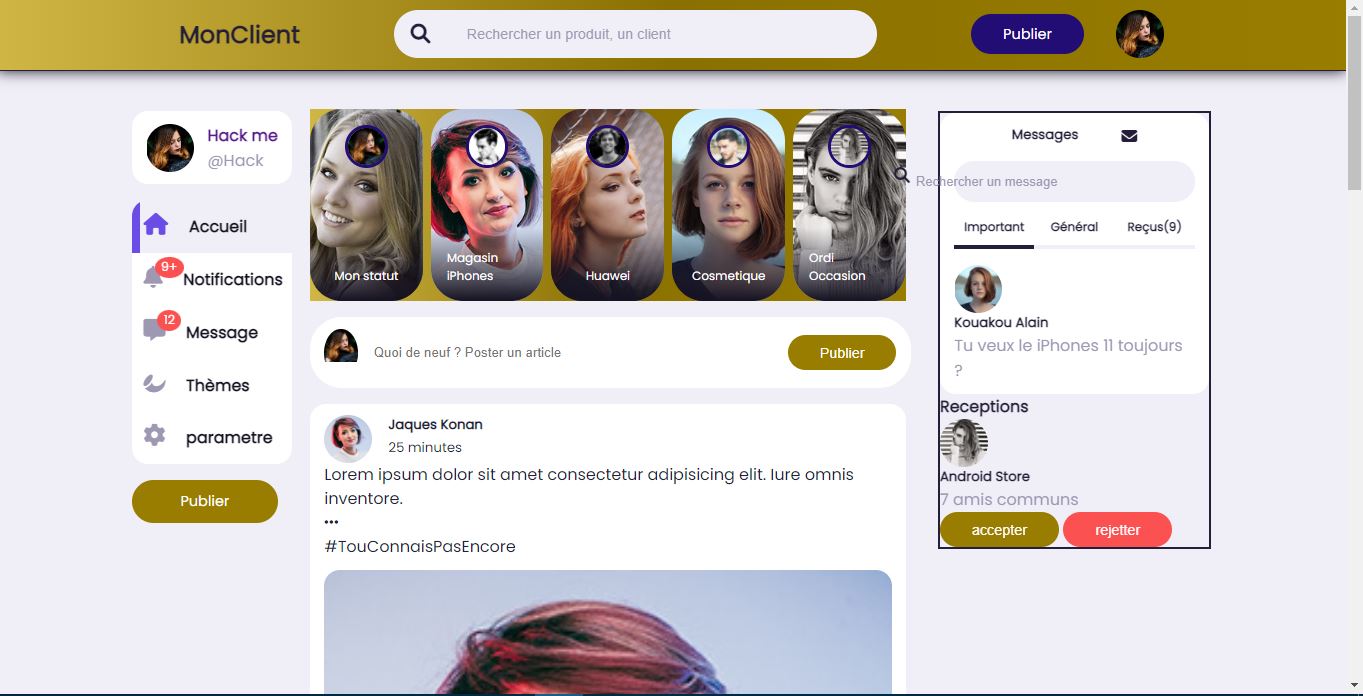 MonClient
Rechercher un produit, un client
Publier
Hack me
@Hack
Accueil
9+
Notifications
12
Message
Thèmes
parametre
Publier
Mon statut
Magasin
iPhones
Huawei
Cosmetique
Ordi
Occasion
Quoi de neuf ? Poster un article
Publier
Jaques Konan
25 minutes
Lorem ipsum dolor sit amet consectetur adipisicing elit. Iure omnis
inventore.
•••
#TouConnaisPasEncore
Messages
Rechercher un message
Important
Général
Reçus(9)
Kouakou Alain
Tu veux le iPhones 11 toujours
?
Receptions
Android Store
7 amis communs
accepter
rejetter